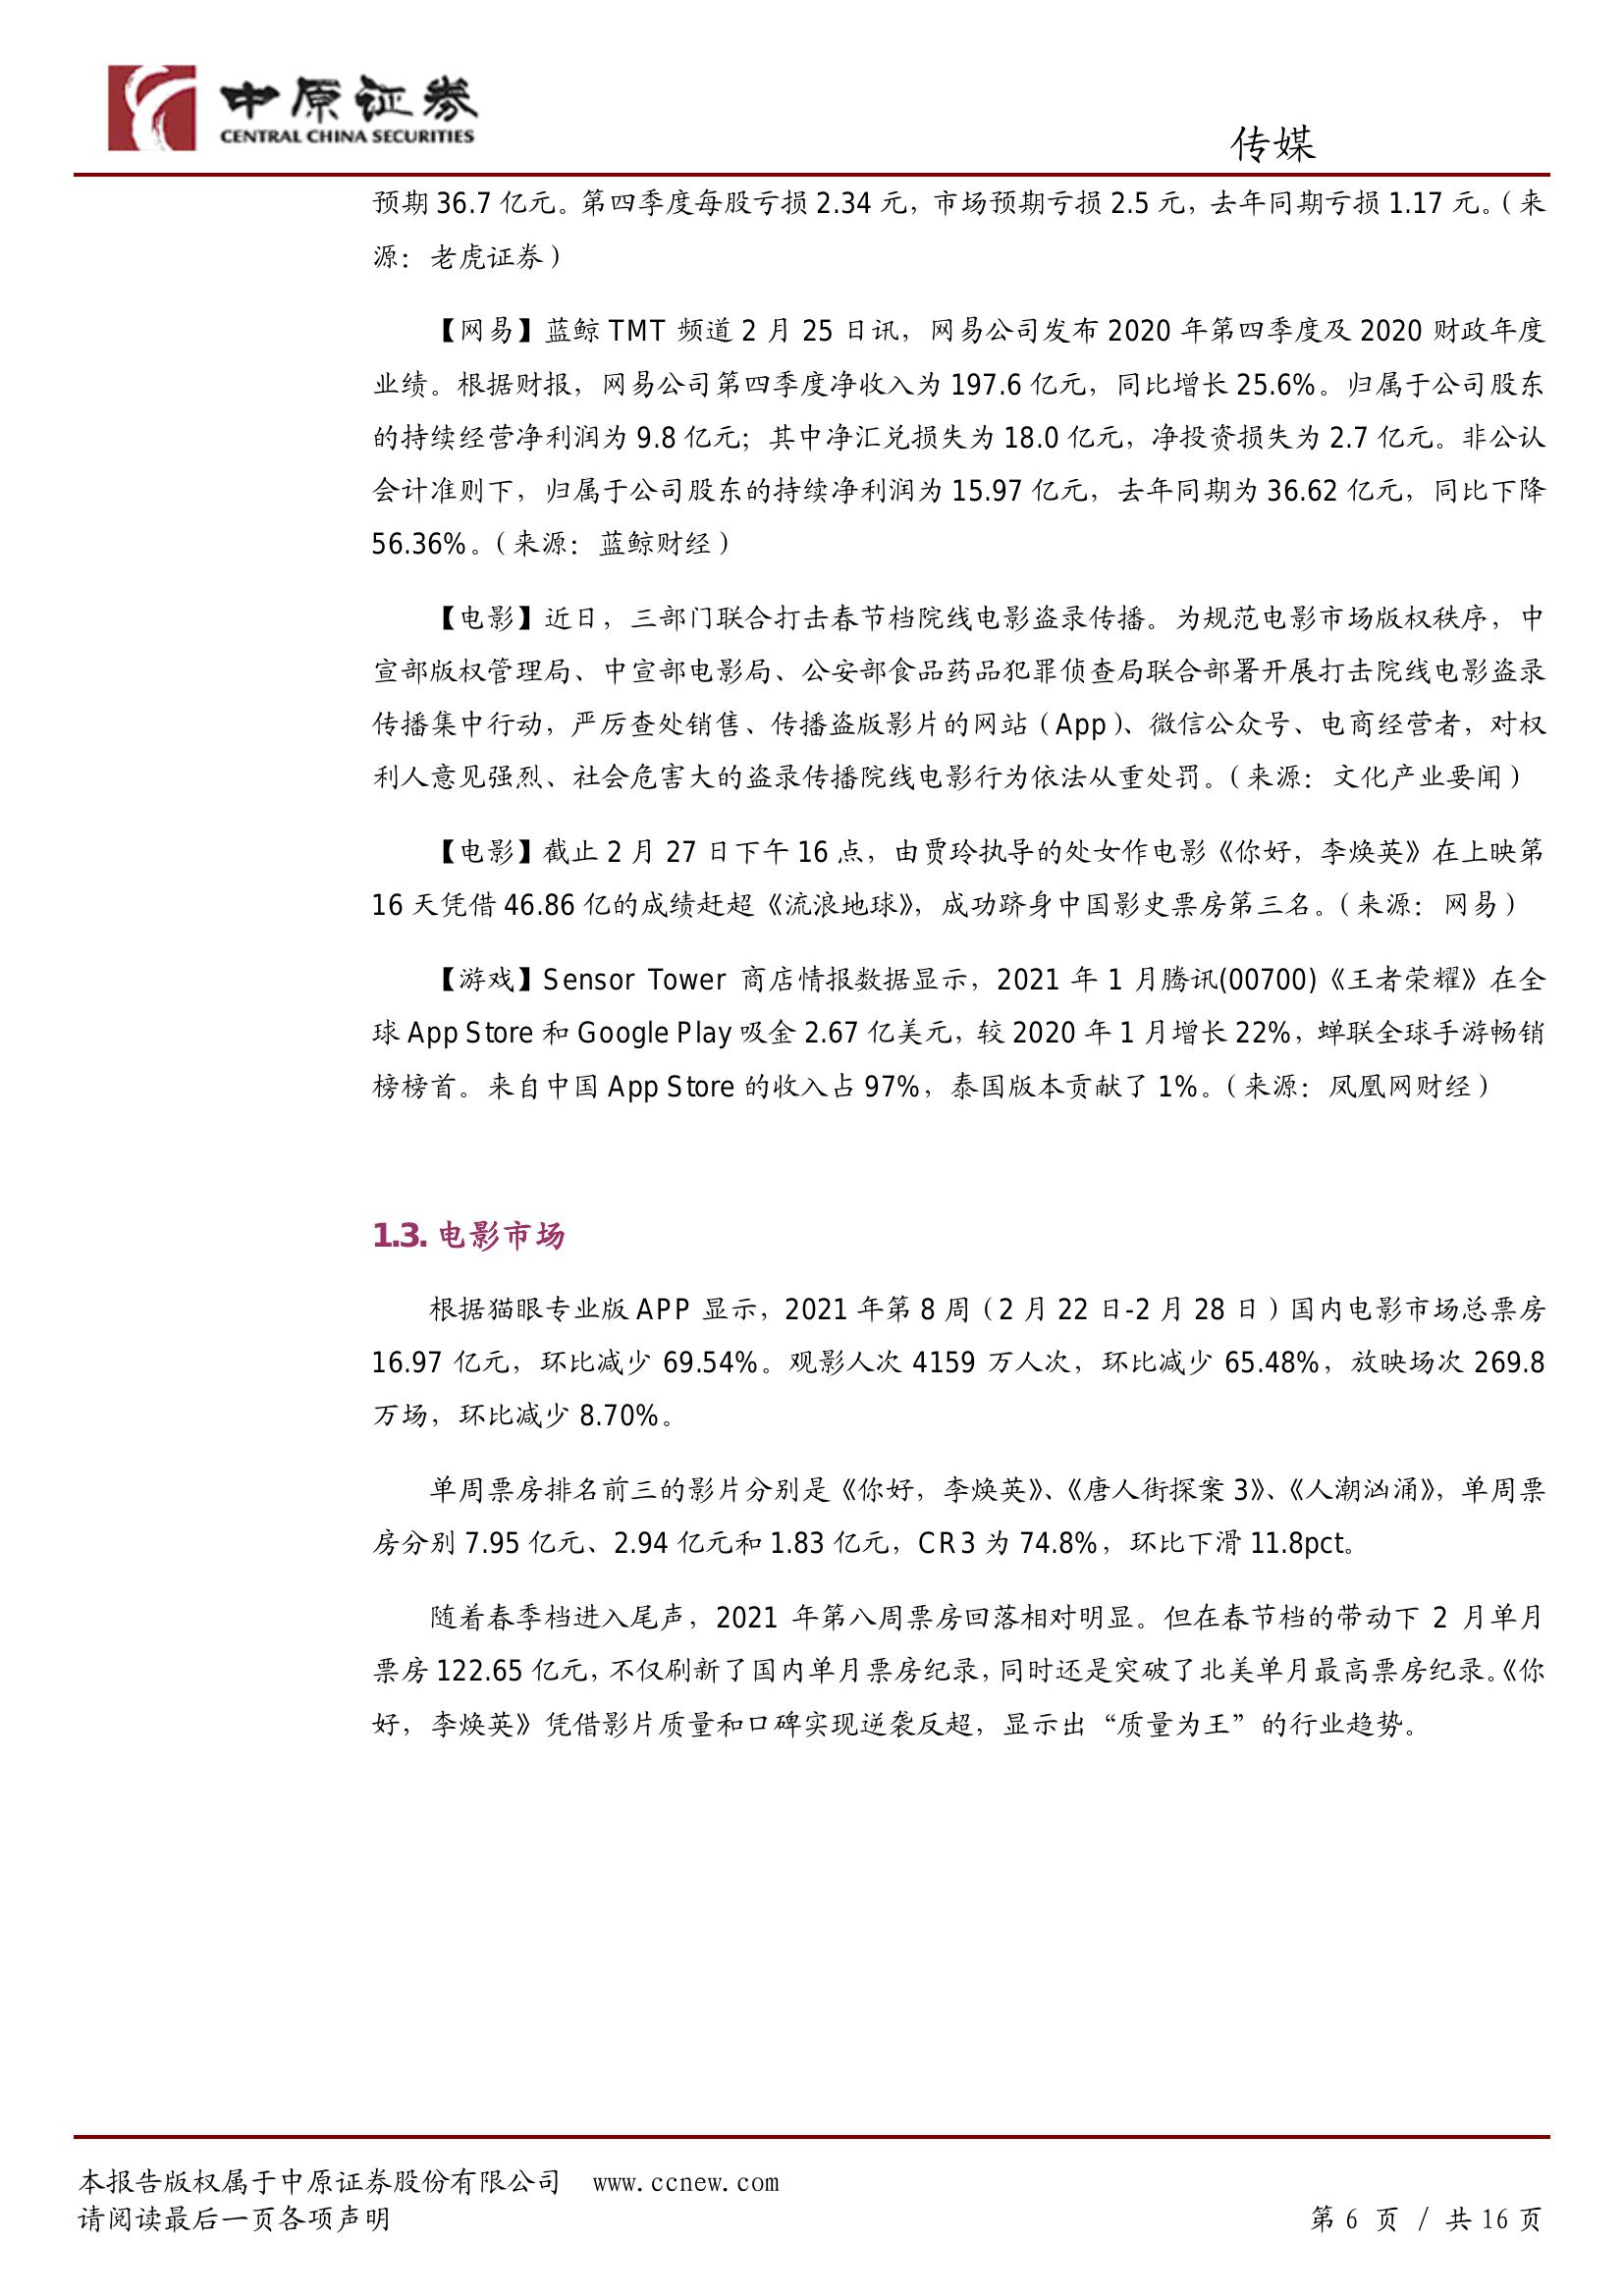 中原证券
CENTRAL CHINA SECURITIES
传媒
预期 36.7 亿元。第四季度每股亏损 2.34 元，市场预期亏损 2.5 元，去年同期亏损 1.17 元。（来
源：老虎证券）
【网易】蓝鲸 TMT 频道 2 月 25 日讯，网易公司发布 2020 年第四季度及 2020 财政年度
业绩。根据财报，网易公司第四季度净收入为 197.6 亿元，同比增长 25.6%。归属于公司股东
的持续经营净利润为 9.8 亿元；其中净汇兑损失为 18.0 亿元，净投资损失为 2.7 亿元。非公认
会计准则下，归属于公司股东的持续净利润为 15.97 亿元，去年同期为 36.62 亿元，同比下降
56.36%。（来源：蓝鲸财经）
【电影】近日，三部门联合打击春节档院线电影盗录传播。为规范电影市场版权秩序，中
宣部版权管理局、中宣部电影局、公安部食品药品犯罪侦查局联合部署开展打击院线电影盗录
传播集中行动，严厉查处销售、传播盗版影片的网站（App）、微信公众号、电商经营者，对权
利人意见强烈、社会危害大的盗录传播院线电影行为依法从重处罚。（来源：文化产业要闻）
【电影】截止 2 月 27 日下午 16 点，由贾玲执导的处女作电影《你好，李焕英》在上映第
16 天凭借 46.86 亿的成绩赶超《流浪地球》，成功跻身中国影史票房第三名。（来源：网易）
【游戏】Sensor Tower 商店情报数据显示，2021 年 1 月腾讯(00700)《王者荣耀》在全
球 App Store 和 Google Play 吸金 2.67 亿美元，较 2020 年 1 月增长 22%，蝉联全球手游畅销
榜榜首。来自中国 App Store 的收入占 97%，泰国版本贡献了 1%。（来源：凤凰网财经）
1.3. 电影市场
根据猫眼专业版 APP 显示，2021 年第 8 周（2 月 22 日-2 月 28 日）国内电影市场总票房
16.97 亿元，环比减少 69.54%。观影人次 4159 万人次，环比减少 65.48%，放映场次 269.8
万场，环比减少 8.70%。
单周票房排名前三的影片分别是《你好，李焕英》、《唐人街探案 3》、《人潮汹涌》，单周票
房分别 7.95 亿元、2.94 亿元和 1.83 亿元，CR3 为 74.8%，环比下滑 11.8pct。
随着春季档进入尾声，2021 年第八周票房回落相对明显。但在春节档的带动下 2 月单月
票房 122.65 亿元，不仅刷新了国内单月票房纪录，同时还是突破了北美单月最高票房纪录。《你
好，李焕英》凭借影片质量和口碑实现逆袭反超，显示出“质量为王”的行业趋势。
本报告版权属于中原证券股份有限公司 www.ccnew.com
请阅读最后一页各项声明
第 6 页 / 共 16 页